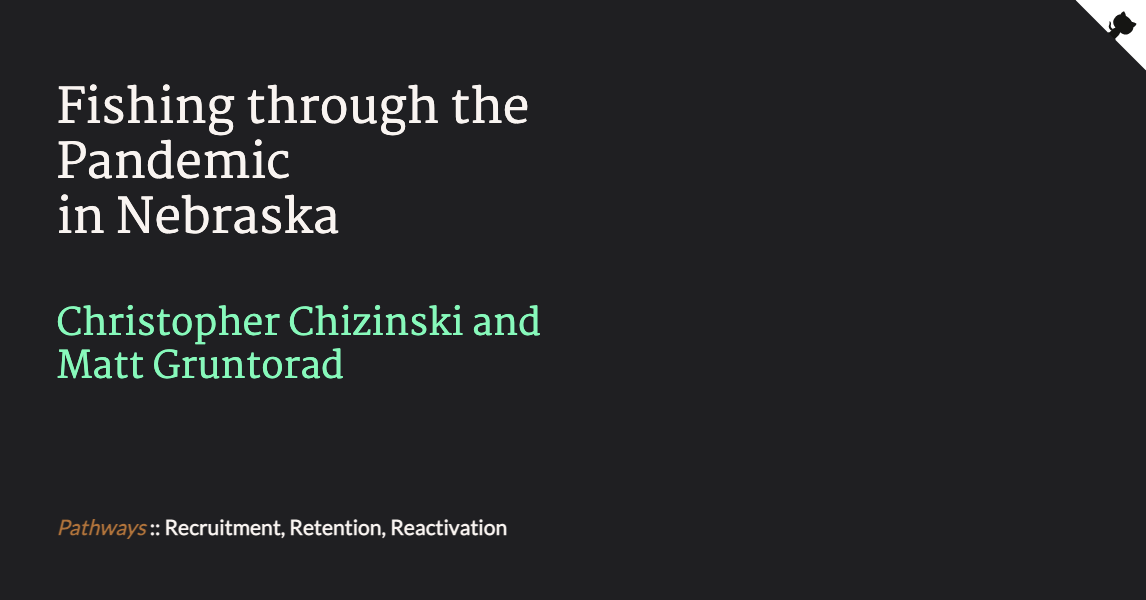 Fishing through the
Pandemic
in Nebraska
Christopher Chizinski and
Matt Gruntorad
Pathways :: Recruitment, Retention, Reactivation